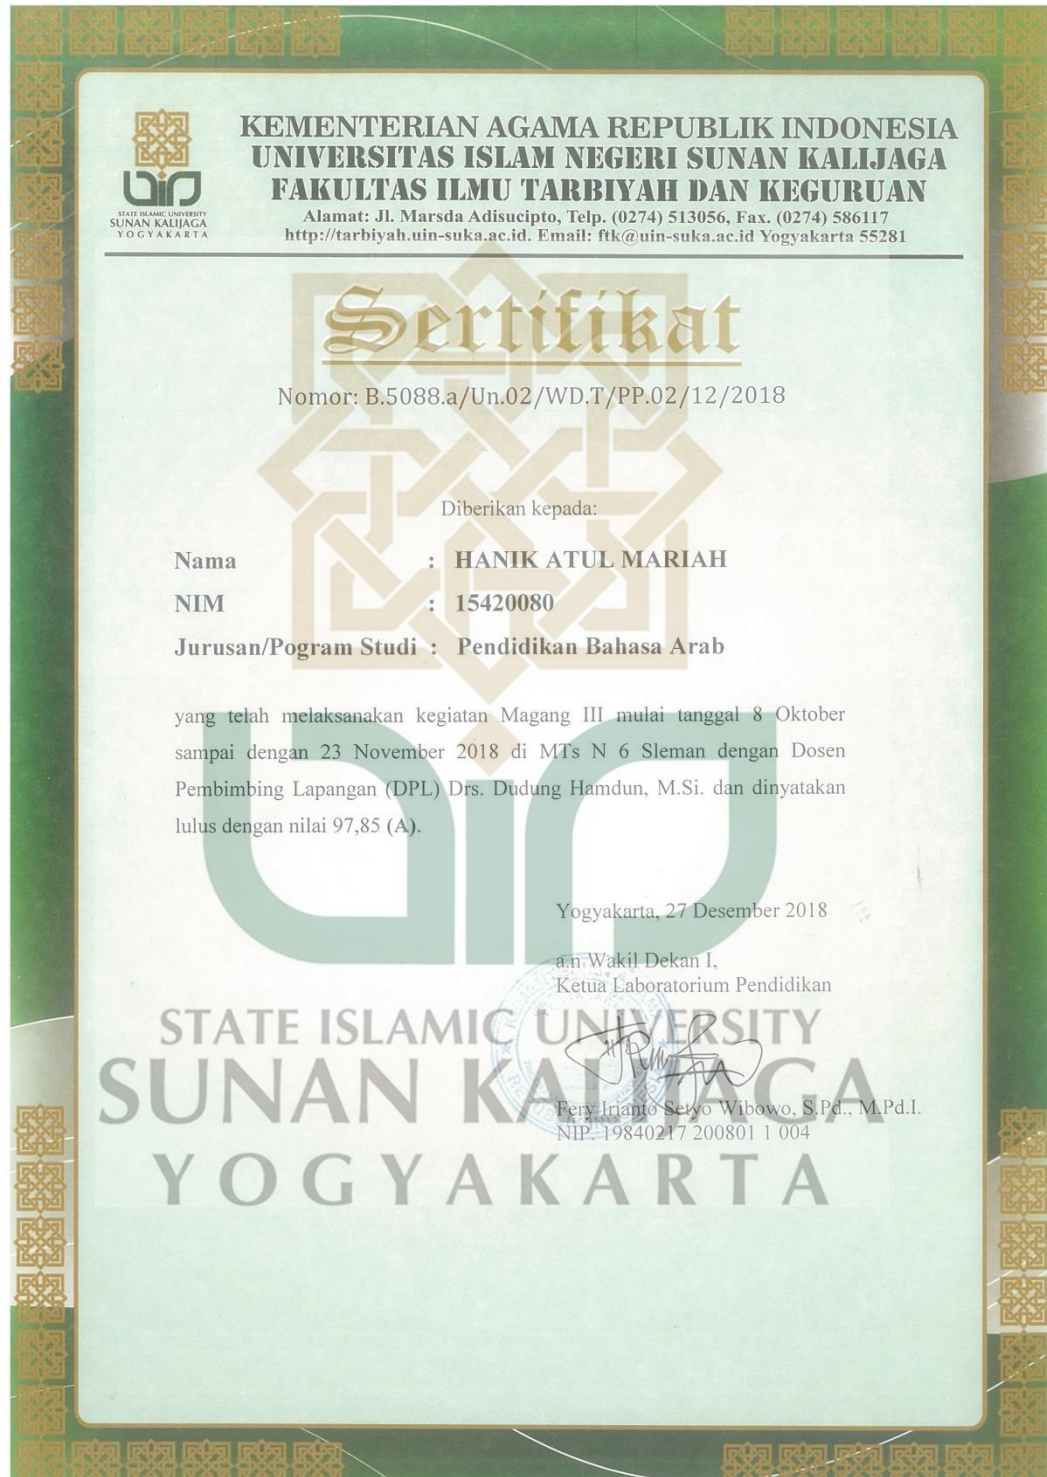 KEMENTERIAN AGAMA REPUBLIK INDONESIA
UNIVERSITAS ISLAM NEGERI SUNAN KALIJAGA
FAKULTAS ILMU TARBIYAH DAN KEGURUAN
Alamat: Jl. Marsda Adisucipto, Telp. (0274) 513056, Fax. (0274) 586117
http://tarbiyah.uin-suka.ac.id. Email: ftk@uin-suka.ac.id Yogyakarta 55281
STATE ISLAMIC UNIVERSITY
SUNAN KALIJAGA
YOGYAKARTA
Sertifikat
Nomor: B.5088.a/Un.02/WD.T/PP.02/12/2018
Diberikan kepada:
Nama : HANIK ATUL MARIAH
NIM : 15420080
Jurusan/Pogram Studi : Pendidikan Bahasa Arab
yang telah melaksanakan kegiatan Magang III mulai tanggal 8 Oktober
sampai dengan 23 November 2018 di MTs N 6 Sleman dengan Dosen
Pembimbing Lapangan (DPL) Drs. Dudung Hamdun, M.Si. dan dinyatakan
lulus dengan nilai 97,85 (A).
Yogyakarta, 27 Desember 2018
a.n Wakil Dekan I,
Ketua Laboratorium Pendidikan
Fery Irianto Setyo Wibowo, S.Pd., M.Pd.I.
NIP. 19840217 200801 1 004
STATE ISLAMIC UNIVERSITY
SUNAN KALIJAGA
YOGYAKARTA